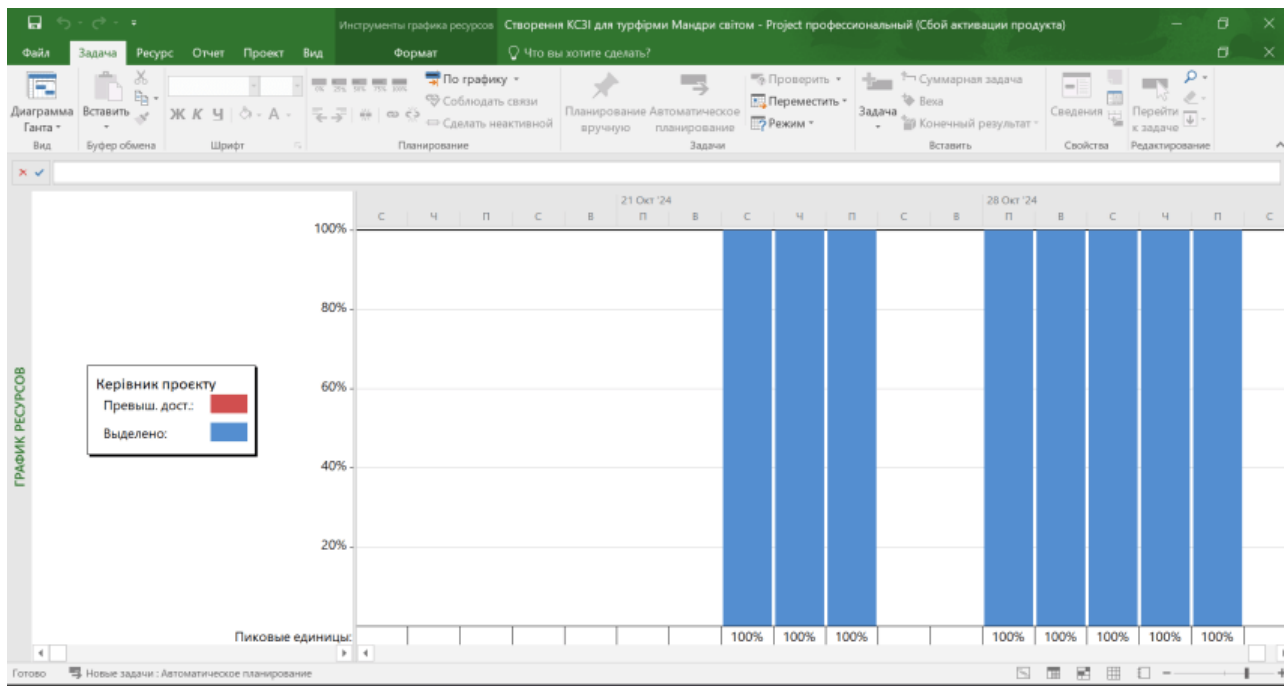 Инструменты графика ресурсов Створення КСЗІ для турфірми Мандри світом - Project профессиональный (Сбой активации продукта)
Файл Задача Ресурс Отчет Проект Вид Формат Что вы хотите сделать?
По графику Проверить Суммарная задача
Соблюдать связи Переместить Веха
Сделать неактивной Режим Конечный результат
Диаграмма Ганта Вставить Ж К Ч А Планирование вручную Автоматическое планирование Задача Сведения Перейти к задаче
Вид Буфер обмена Шрифт Планирование Задачи Вставить Свойства Редактирование
21 Окт '24 28 Окт '24
С Ч П С В П В С Ч П С В П В С Ч П С
100%
80%
60%
40%
20%
ГРАФИК РЕСУРСОВ
Керівник проєкту
Превыш. дост.:
Выделено:
Пиковые единицы: 100% 100% 100% 100% 100% 100% 100% 100%
Готово Новые задачи : Автоматическое планирование